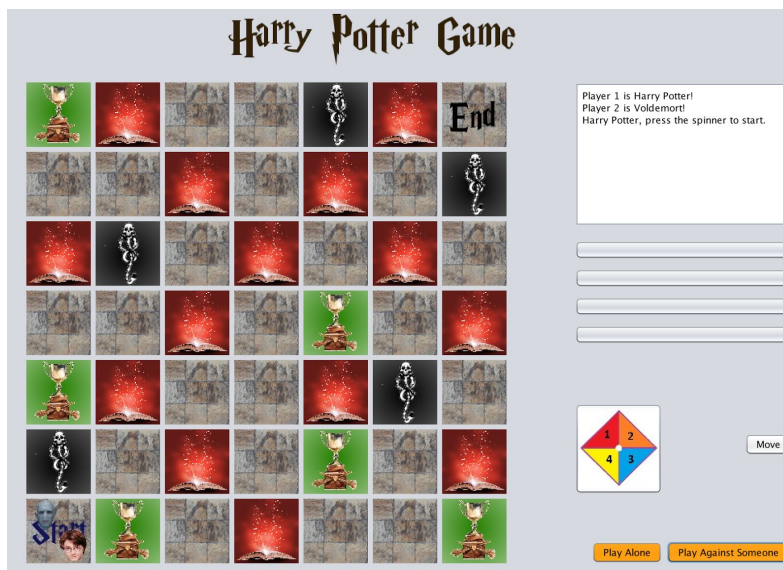 Harry Potter Game
End
Player 1 is Harry Potter!
Player 2 is Voldemort!
Harry Potter, press the spinner to start.
1 2
4 3
Move
Start
Play Alone
Play Against Someone